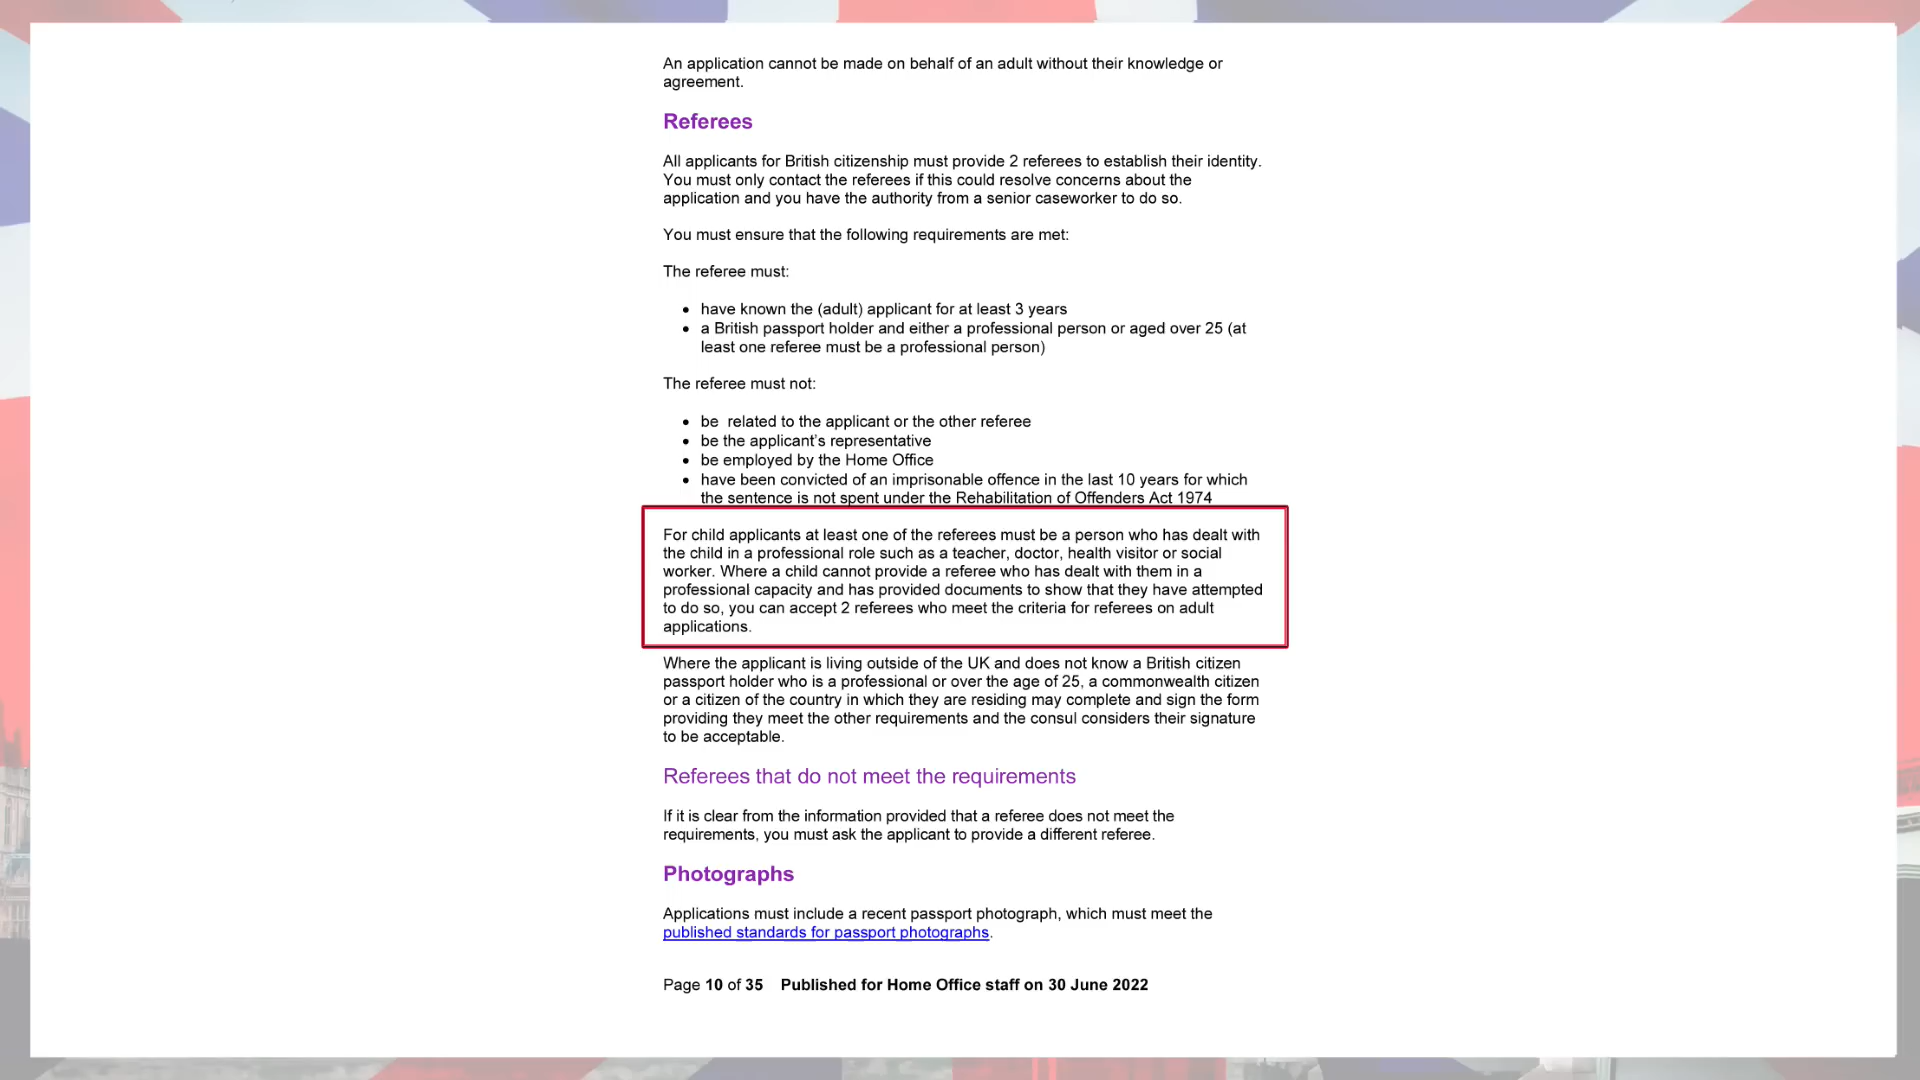 An application cannot be made on behalf of an adult without their knowledge or
agreement.
Referees
All applicants for British citizenship must provide 2 referees to establish their identity.
You must only contact the referees if this could resolve concerns about the
application and you have the authority from a senior caseworker to do so.
You must ensure that the following requirements are met:
The referee must:
• have known the (adult) applicant for at least 3 years
• a British passport holder and either a professional person or aged over 25 (at
least one referee must be a professional person)
The referee must not:
• be related to the applicant or the other referee
• be the applicant's representative
• be employed by the Home Office
• have been convicted of an imprisonable offence in the last 10 years for which
the sentence is not spent under the Rehabilitation of Offenders Act 1974
For child applicants at least one of the referees must be a person who has dealt with
the child in a professional role such as a teacher, doctor, health visitor or social
worker. Where a child cannot provide a referee who has dealt with them in a
professional capacity and has provided documents to show that they have attempted
to do so, you can accept 2 referees who meet the criteria for referees on adult
applications.
Where the applicant is living outside of the UK and does not know a British citizen
passport holder who is a professional or over the age of 25, a commonwealth citizen
or a citizen of the country in which they are residing may complete and sign the form
providing they meet the other requirements and the consul considers their signature
to be acceptable.
Referees that do not meet the requirements
If it is clear from the information provided that a referee does not meet the
requirements, you must ask the applicant to provide a different referee.
Photographs
Applications must include a recent passport photograph, which must meet the
published standards for passport photographs.
Page 10 of 35 Published for Home Office staff on 30 June 2022